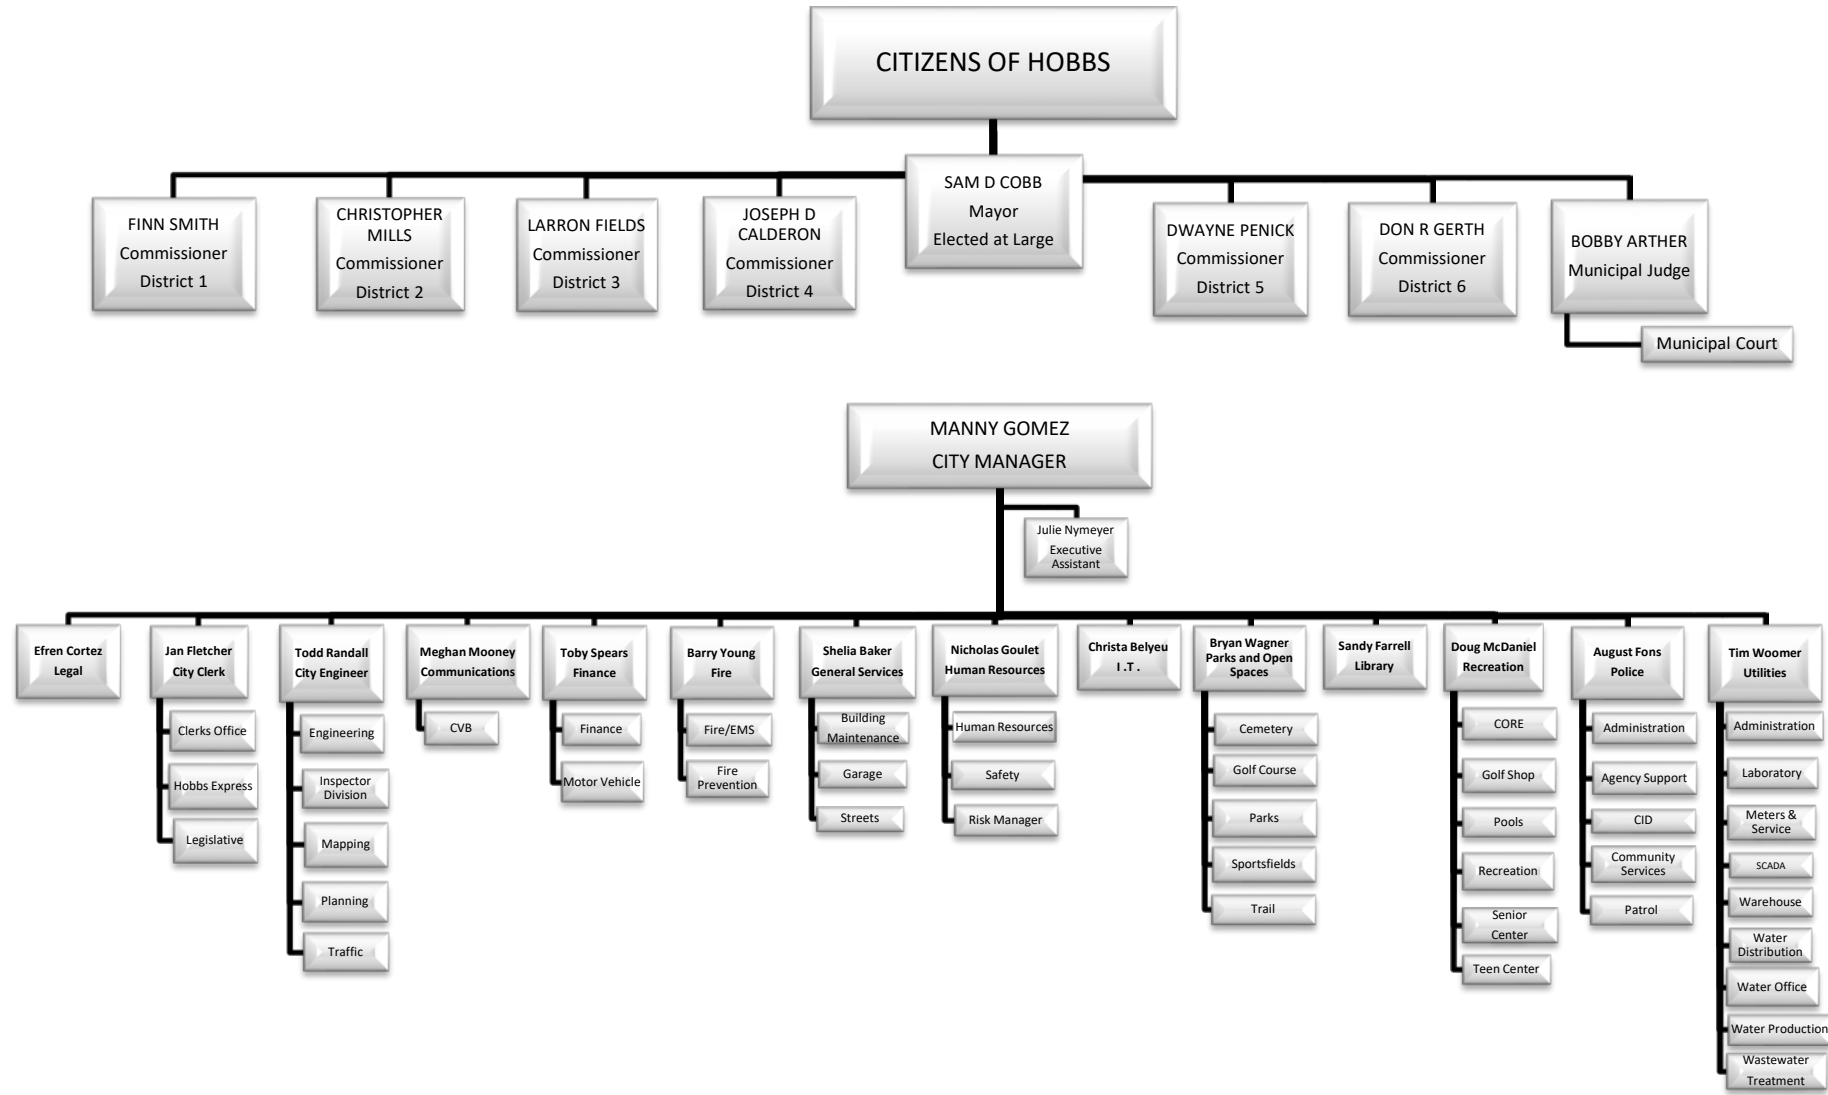 CITIZENS OF HOBBS
FINN SMITH
Commissioner
District 1
CHRISTOPHER
MILLS
Commissioner
District 2
LARRON FIELDS
Commissioner
District 3
JOSEPH D
CALDERON
Commissioner
District 4
SAM D COBB
Mayor
Elected at Large
DWAYNE PENICK
Commissioner
District 5
DON R GERTH
Commissioner
District 6
BOBBY ARTHER
Municipal Judge
Municipal Court
MANNY GOMEZ
CITY MANAGER
Julie Nymeyer
Executive
Assistant
Efren Cortez
Legal
Jan Fletcher
City Clerk
Clerks Office
Hobbs Express
Legislative
Todd Randall
City Engineer
Engineering
Inspector
Division
Mapping
Planning
Traffic
Meghan Mooney
Communications
CVB
Toby Spears
Finance
Finance
Motor Vehicle
Barry Young
Fire
Fire/EMS
Fire
Prevention
Shelia Baker
General Services
Building
Maintenance
Garage
Streets
Nicholas Goulet
Human Resources
Human Resources
Safety
Risk Manager
Christa Belyeu
I .T .
Bryan Wagner
Parks and Open
Spaces
Cemetery
Golf Course
Parks
Sportsfields
Trail
Sandy Farrell
Library
Doug McDaniel
Recreation
CORE
Golf Shop
Pools
Recreation
Senior
Center
Teen Center
August Fons
Police
Administration
Agency Support
CID
Community
Services
Patrol
Tim Woomer
Utilities
Administration
Laboratory
Meters &
Service
SCADA
Warehouse
Water
Distribution
Water Office
Water Production
Wastewater
Treatment